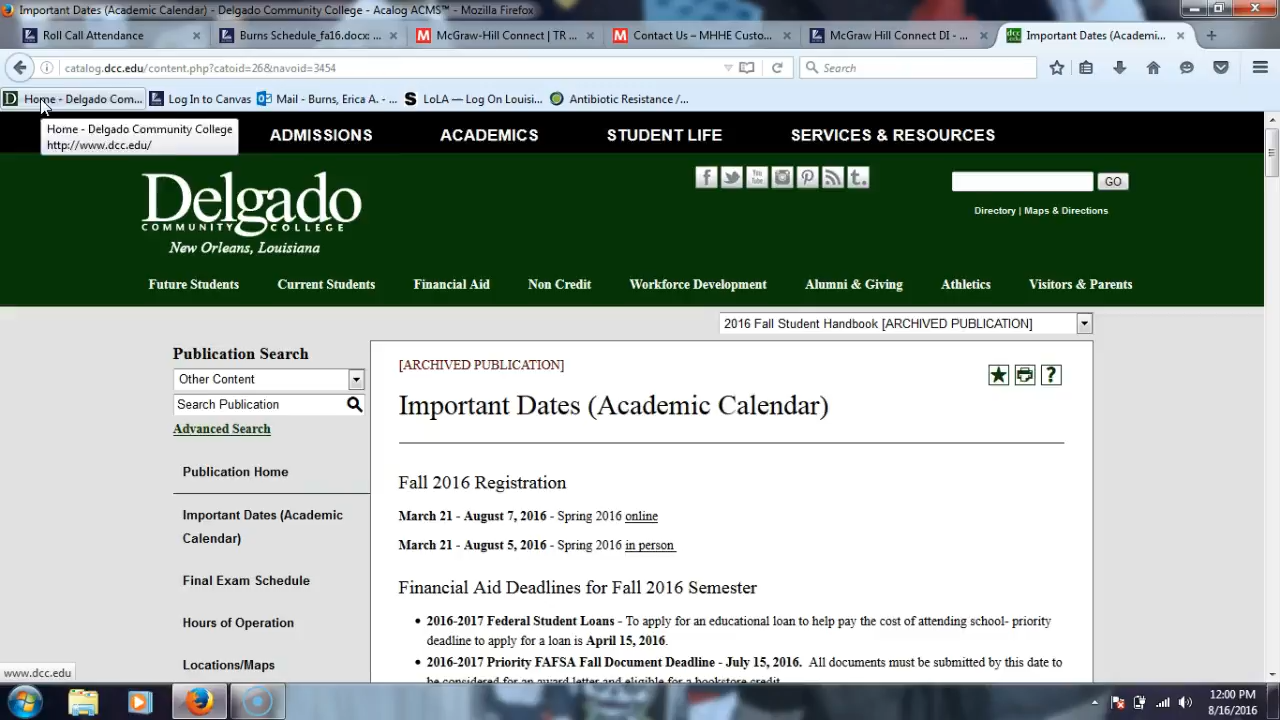 Important Dates (Academic Calendar) - Delgado Community College - Acalog ACMS™ - Mozilla Firefox
Roll Call Attendance
Burns Schedule_fa16.docx:
McGraw-Hill Connect | TR
Contact Us – MHHE Custo...
McGraw Hill Connect DI -
Important Dates (Academi...
catalog.dcc.edu/content.php?catoid=26&navoid=3454
Search
Home - Delgado Com...
Log In to Canvas
Mail - Burns, Erica A. - ...
LoLA — Log On Louisi...
Antibiotic Resistance /...
Home - Delgado Community College
http://www.dcc.edu/
ADMISSIONS
ACADEMICS
STUDENT LIFE
SERVICES & RESOURCES
Delgado
COMMUNITY COLLEGE
New Orleans, Louisiana
GO
Directory | Maps & Directions
Future Students
Current Students
Financial Aid
Non Credit
Workforce Development
Alumni & Giving
Athletics
Visitors & Parents
2016 Fall Student Handbook [ARCHIVED PUBLICATION]
Publication Search
Other Content
Search Publication
Advanced Search
Publication Home
Important Dates (Academic
Calendar)
Final Exam Schedule
Hours of Operation
Locations/Maps
[ARCHIVED PUBLICATION]
Important Dates (Academic Calendar)
Fall 2016 Registration
March 21 - August 7, 2016 - Spring 2016 online
March 21 - August 5, 2016 - Spring 2016 in person
Financial Aid Deadlines for Fall 2016 Semester
• 2016-2017 Federal Student Loans - To apply for an educational loan to help pay the cost of attending school- priority
deadline to apply for a loan is April 15, 2016.
• 2016-2017 Priority FAFSA Fall Document Deadline - July 15, 2016. All documents must be submitted by this date to
be considered for an award letter and eligible for a bookstore credit.
www.dcc.edu
12:00 PM
8/16/2016